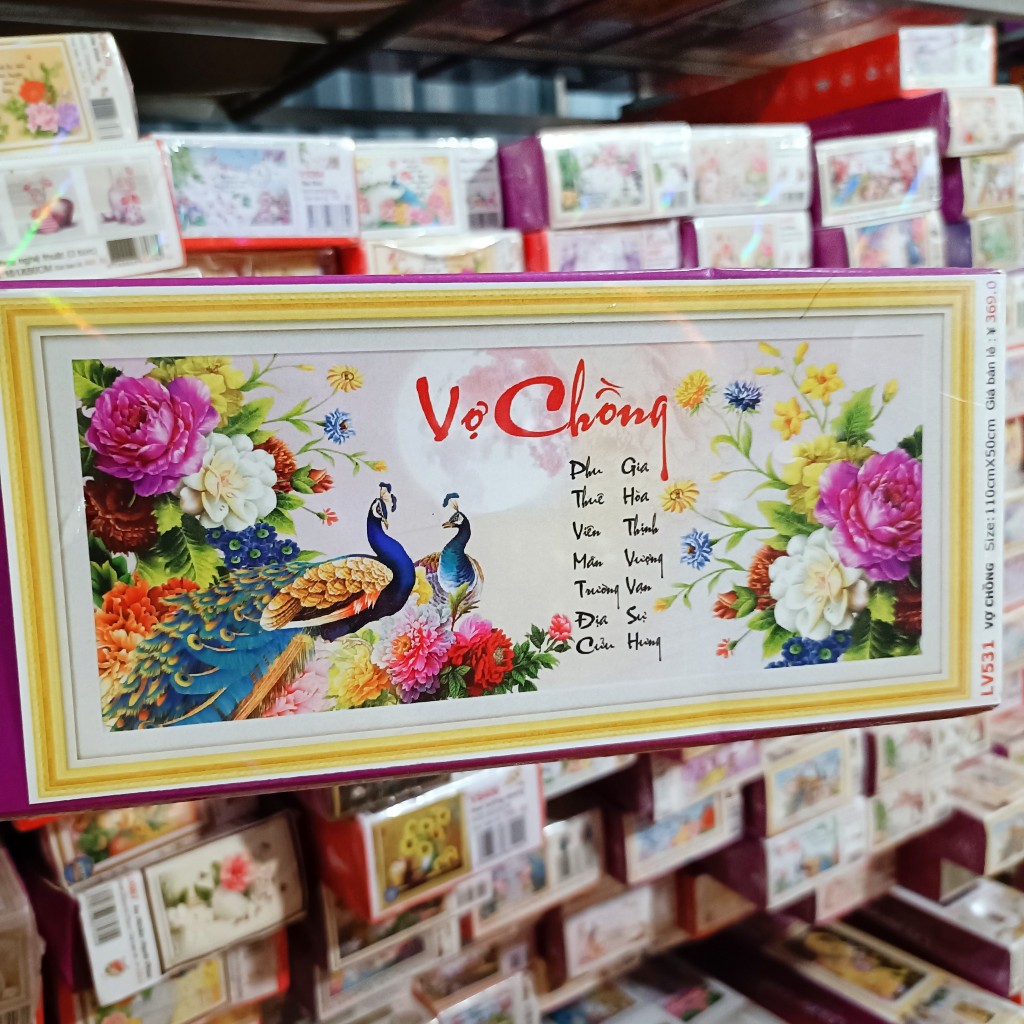 Vợ Chồng
Phu Gia
Thuê Hòa
Viên Thịnh
Mãn Vượng
Trường Vạn
Địa Sự
Cửu Hưng
LV531 VỢ CHỒNG Size: 110cmX50cm Giá bán lẻ : ¥ 369.0